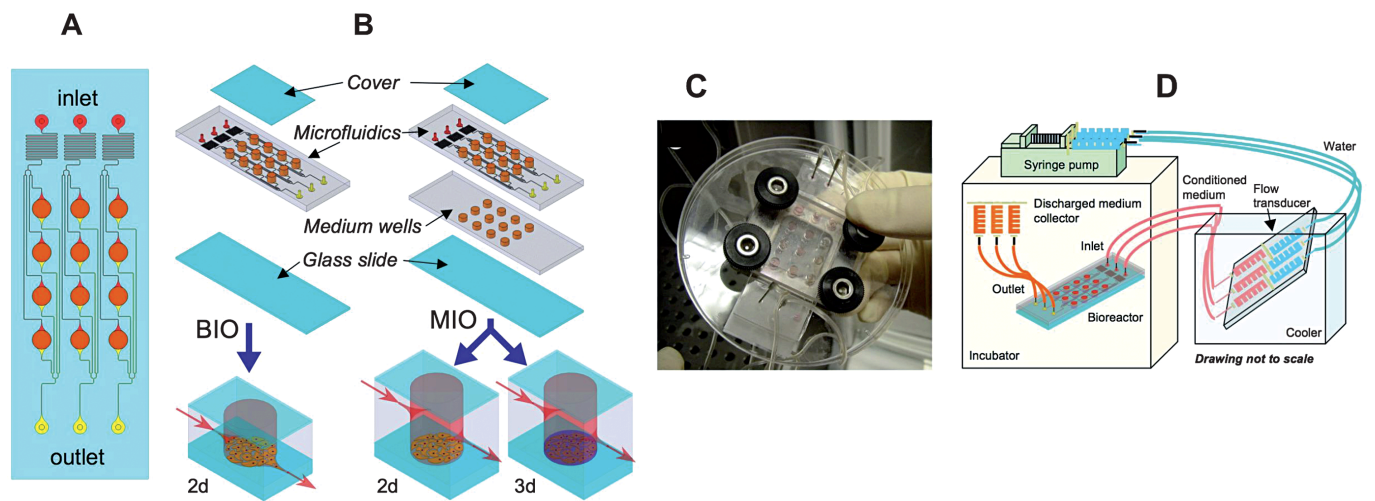 A
inlet
outlet
B
Cover
Microfluidics
Medium wells
Glass slide
BIO
MIO
2d
2d
3d
C
D
Syringe pump
Water
Conditioned
medium
Flow
transducer
Discharged medium
collector
Inlet
Outlet
Bioreactor
Incubator
Cooler
Drawing not to scale